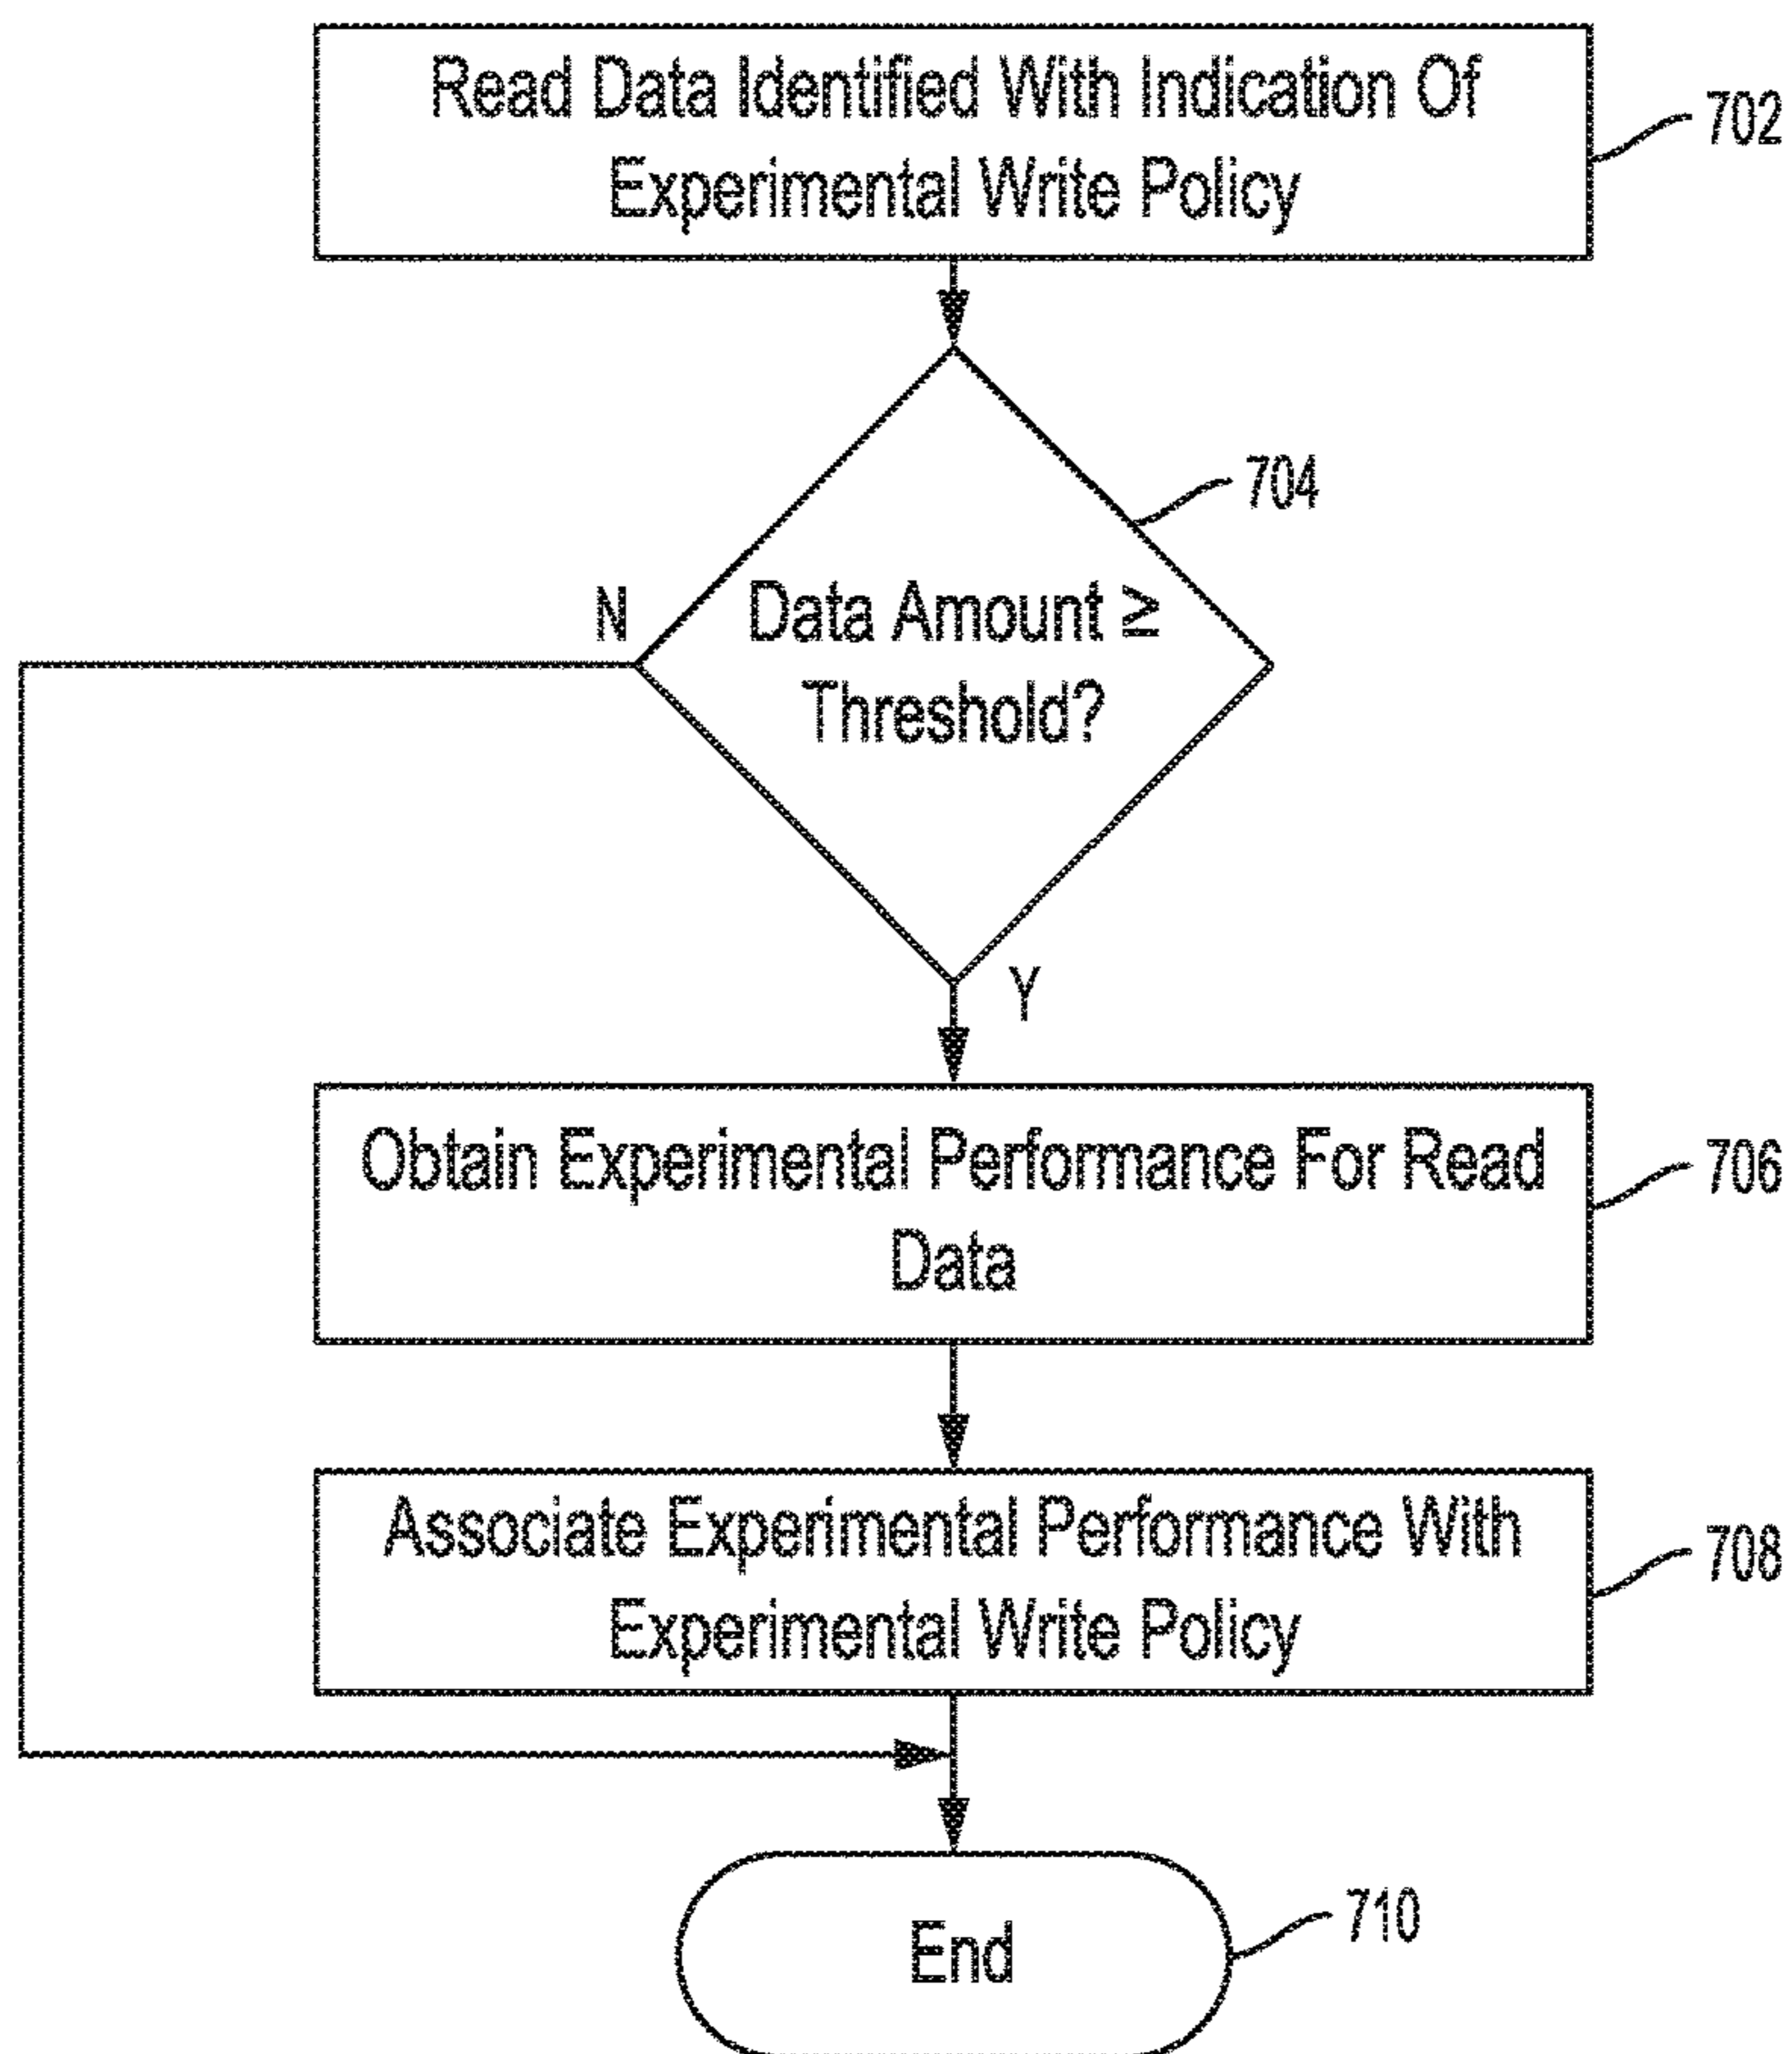 Read Data Identified With Indication Of
Experimental Write Policy
702
704
N
Data Amount ≥
Threshold?
Y
Obtain Experimental Performance For Read
Data
706
Associate Experimental Performance With
Experimental Write Policy
708
End
710